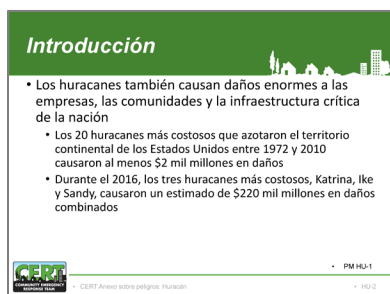 Introducción
• Los huracanes también causan daños enormes a las
empresas, las comunidades y la infraestructura crítica
de la nación
• Los 20 huracanes más costosos que azotaron el territorio
continental de los Estados Unidos entre 1972 y 2010
causaron al menos $2 mil millones en daños
• Durante el 2016, los tres huracanes más costosos, Katrina, Ike
y Sandy, causaron un estimado de $220 mil millones en daños
combinados
• PM HU-1
CERT
COMMUNITY EMERGENCY
RESPONSE TEAM
• CERT Anexo sobre peligros: Huracán
• HU-2